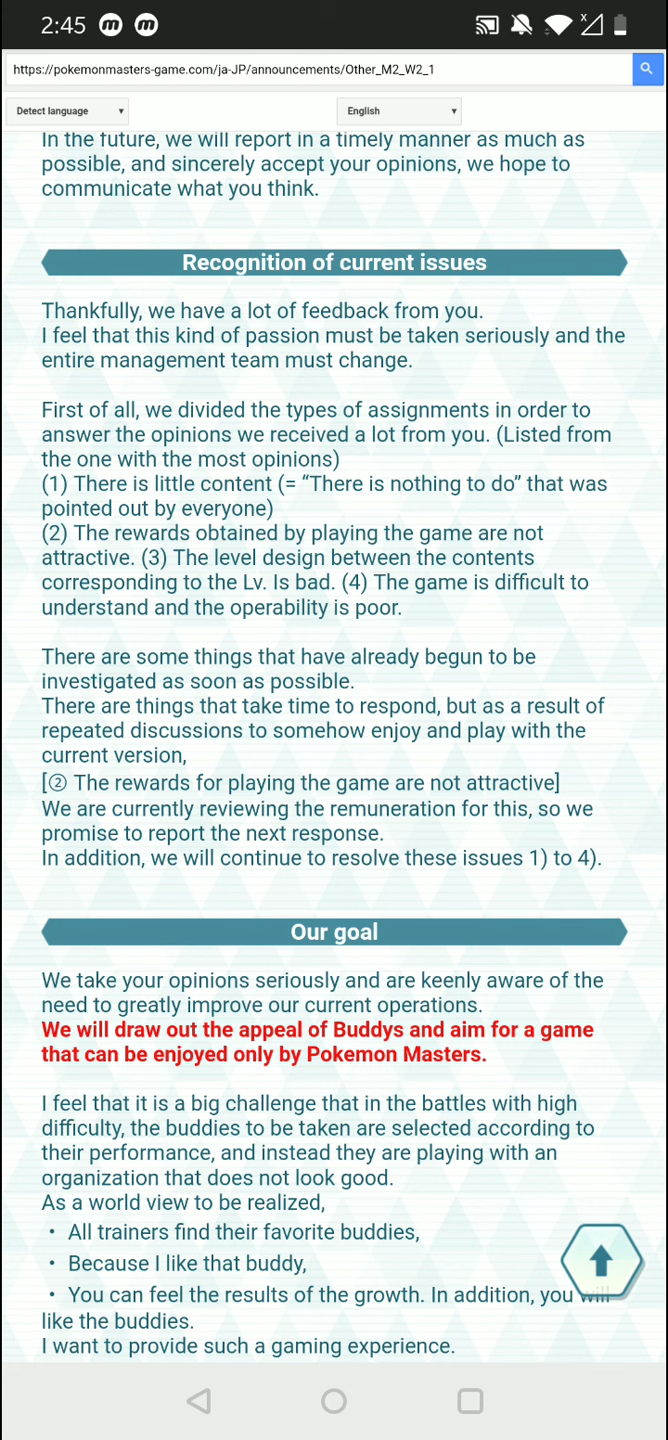 2:45
https://pokemonmasters-game.com/ja-JP/announcements/Other_M2_W2_1
Detect language
English
In the future, we will report in a timely manner as much as
possible, and sincerely accept your opinions, we hope to
communicate what you think.
Recognition of current issues
Thankfully, we have a lot of feedback from you.
I feel that this kind of passion must be taken seriously and the
entire management team must change.
First of all, we divided the types of assignments in order to
answer the opinions we received a lot from you. (Listed from
the one with the most opinions)
(1) There is little content (= “There is nothing to do” that was
pointed out by everyone)
(2) The rewards obtained by playing the game are not
attractive. (3) The level design between the contents
corresponding to the Lv. Is bad. (4) The game is difficult to
understand and the operability is poor.
There are some things that have already begun to be
investigated as soon as possible.
There are things that take time to respond, but as a result of
repeated discussions to somehow enjoy and play with the
current version,
[② The rewards for playing the game are not attractive]
We are currently reviewing the remuneration for this, so we
promise to report the next response.
In addition, we will continue to resolve these issues 1) to 4).
Our goal
We take your opinions seriously and are keenly aware of the
need to greatly improve our current operations.
We will draw out the appeal of Buddys and aim for a game
that can be enjoyed only by Pokemon Masters.
I feel that it is a big challenge that in the battles with high
difficulty, the buddies to be taken are selected according to
their performance, and instead they are playing with an
organization that does not look good.
As a world view to be realized,
・ All trainers find their favorite buddies,
・ Because I like that buddy,
・ You can feel the results of the growth. In addition, you will
like the buddies.
I want to provide such a gaming experience.